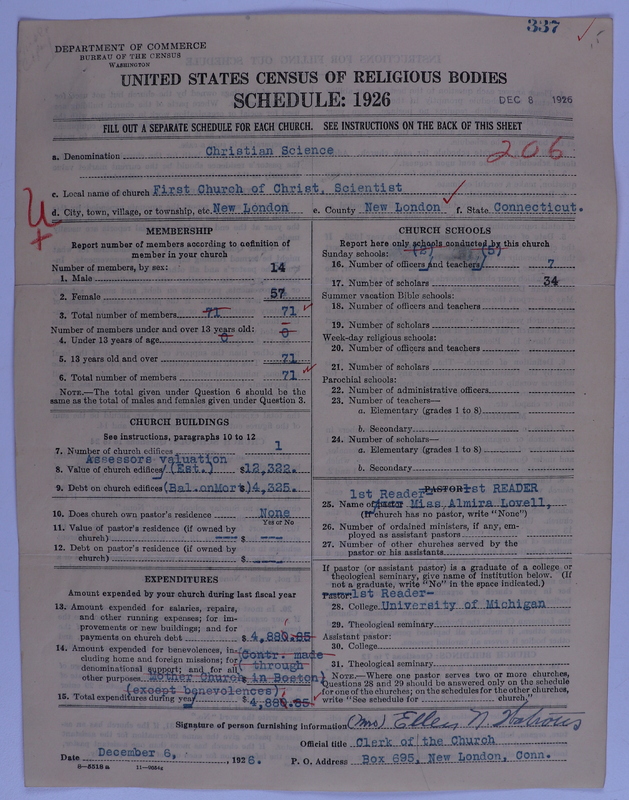 337
DEPARTMENT OF COMMERCE
BUREAU OF THE CENSUS
WASHINGTON
UNITED STATES CENSUS OF RELIGIOUS BODIES
SCHEDULE: 1926
DEC 8 1926
FILL OUT A SEPARATE SCHEDULE FOR EACH CHURCH. SEE INSTRUCTIONS ON THE BACK OF THIS SHEET
a. Denomination Christian Science
206
c. Local name of church First Church of Christ, Scientist
d. City, town, village, or township, etc. New London e. County New London f. State Connecticut.
MEMBERSHIP
Report number of members according to definition of
member in your church
Number of members, by sex:
1. Male 14
2. Female 57
3. Total number of members 71 71
Number of members under and over 13 years old:
4. Under 13 years of age 0 0
5. 13 years old and over 71
6. Total number of members 71
NOTE.—The total given under Question 6 should be
same as the total of males and females given under Question 3.
CHURCH BUILDINGS
See instructions, paragraphs 10 to 12
7. Number of church edifices 1
Assessors valuation
8. Value of church edifices (Est.) $12,322.
9. Debt on church edifices (Bal.onMort) 4,325.
10. Does church own pastor's residence None
Yes or No
11. Value of pastor's residence (if owned by
church) --- $ ---
12. Debt on pastor's residence (if owned by
church) $ ---
EXPENDITURES
Amount expended by your church during last fiscal year
13. Amount expended for salaries, repairs,
and other running expenses; for im-
provements or new buildings; and for
payments on church debt $ 4,880.85
14. Amount expended for benevolences, in-
cluding home and foreign missions; for
denominational support; and for all
other purposes
(Contr. made
(through
Mother Church in Boston)
(except benevolences)
15. Total expenditures during year $4,880.85
CHURCH SCHOOLS
Report here only schools conducted by this church
Sunday schools:
16. Number of officers and teachers 7
17. Number of scholars 34
Summer vacation Bible schools:
18. Number of officers and teachers
19. Number of scholars
Week-day religious schools:
20. Number of officers and teachers
21. Number of scholars
Parochial schools:
22. Number of administrative officers
23. Number of teachers—
a. Elementary (grades 1 to 8)
b. Secondary
24. Number of scholars—
a. Elementary (grades 1 to 8)
b. Secondary
PASTOR 1st READER
1st Reader
25. Name of pastor Miss Almira Lovell,
(If church has no pastor, write "None")
26. Number of ordained ministers, if any, em-
ployed as assistant pastors
27. Number of other churches served by the
pastor or his assistants
If pastor (or assistant pastor) is a graduate of a college or
theological seminary, give name of institution below. (If
not a graduate, write "No" in the space indicated.)
Pastor: 1st Reader-
28. College University of Michigan
29. Theological seminary
Assistant pastor:
30. College
31. Theological seminary
NOTE.—Where one pastor serves two or more churches,
Questions 28 and 29 should be answered only on the schedule
for one of the churches; on the schedules for the other churches,
write "See schedule for church."
Signature of person furnishing information (Mrs) Ellen N.
Official title Clerk of the Church
Date December 6, 1926. P. O. Address Box 695, New London, Conn.
8—5518 a